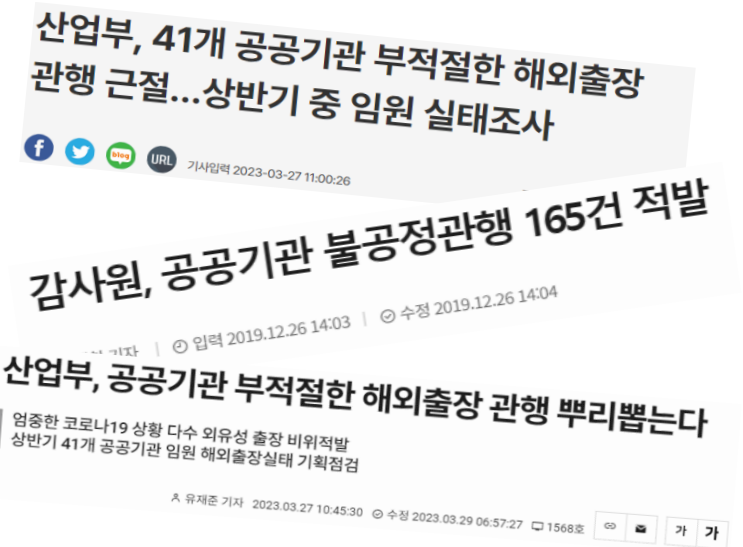 산업부, 41개 공공기관 부적절한 해외출장
관행 근절...상반기 중 임원 실태조사
f
blog
URL
기사입력 2023-03-27 11:00:26
감사원, 공공기관 불공정관행 165건 적발
기자 | 입력 2019.12.26 14:03 | 수정 2019.12.26 14:04
산업부, 공공기관 부적절한 해외출장 관행 뿌리뽑는다
엄중한 코로나19 상황 다수 외유성 출장 비위적발
상반기 41개 공공기관 임원 해외출장실태 기획점검
유재준 기자 2023.03.27 10:45:30 수정 2023.03.29 06:57:27 1568호
가 가